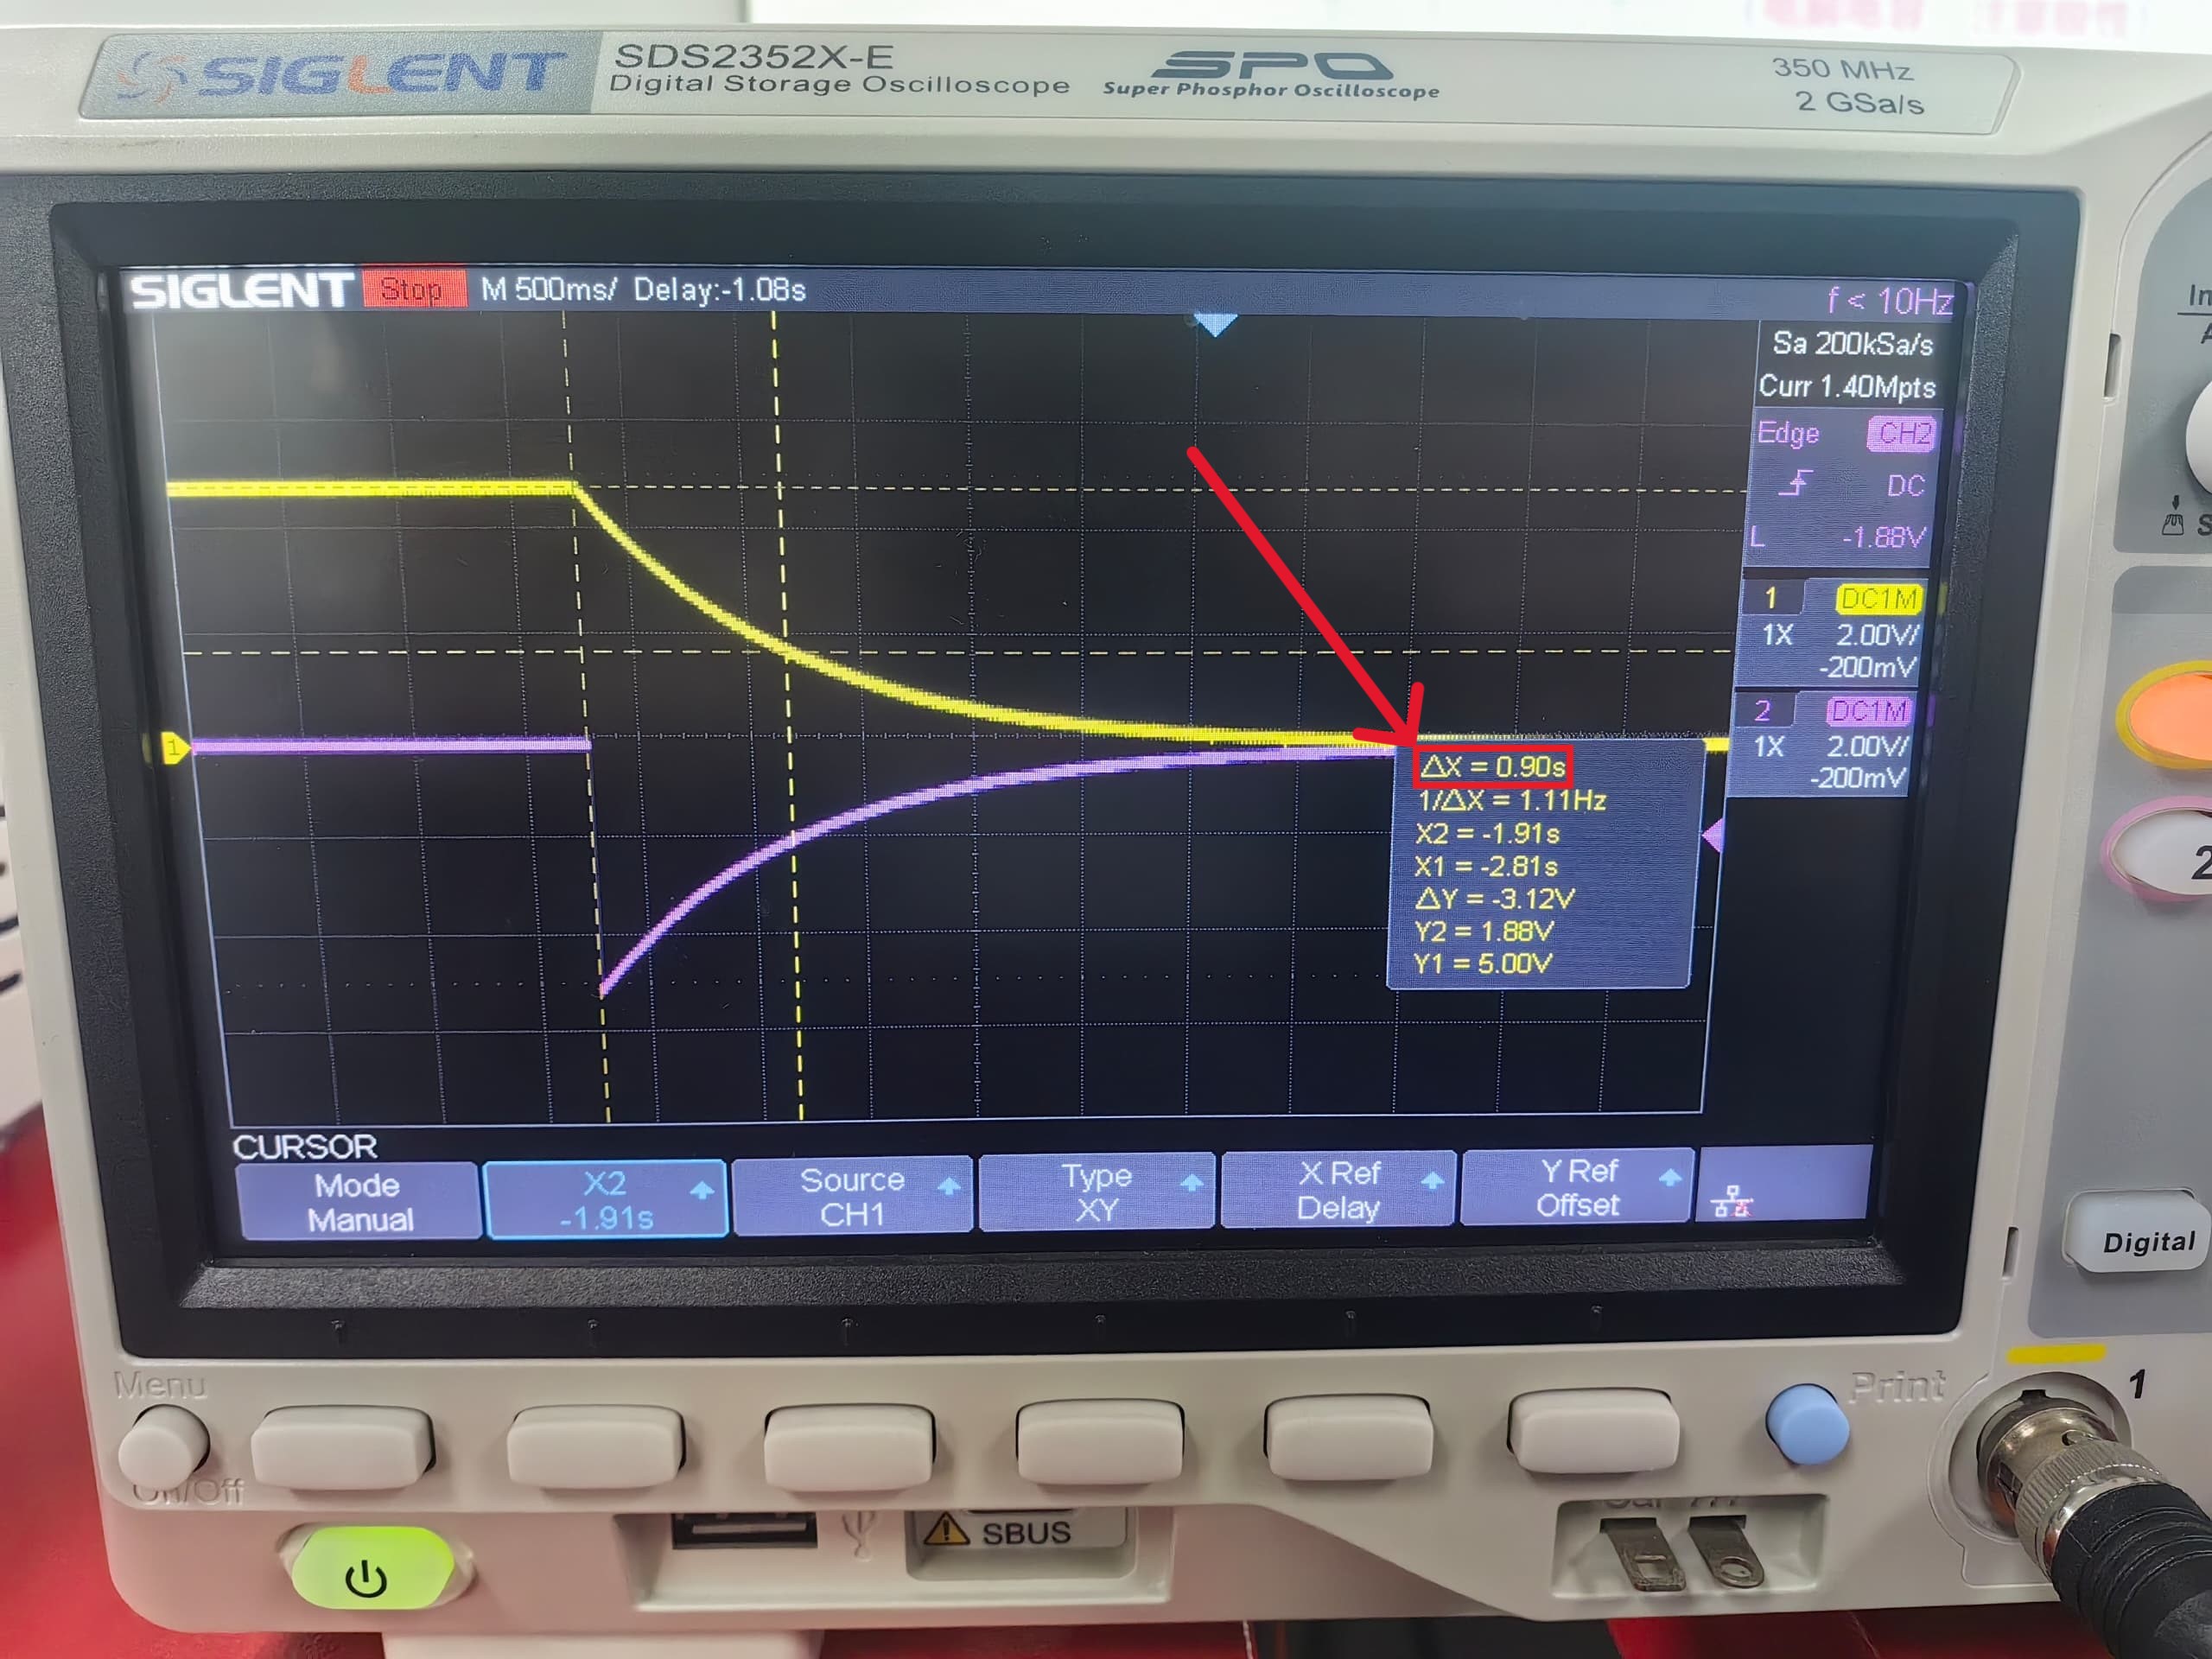 SIGLENT
SDS2352X-E
Digital Storage Oscilloscope
SPO
Super Phosphor Oscilloscope
350 MHz
2 GSa/s
SIGLENT Stop M 500ms/ Delay:-1.08s
f < 10Hz
Sa 200kSa/s
Curr 1.40Mpts
Edge CH2
DC
L -1.88V
1 DC1M
1X 2.00V/
-200mV
2 DC1M
1X 2.00V/
-200mV
1
ΔX = 0.90s
1/ΔX = 1.11Hz
X2 = -1.91s
X1 = -2.81s
ΔY = -3.12V
Y2 = 1.88V
Y1 = 5.00V
CURSOR
Mode
Manual
X2
-1.91s
Source
CH1
Type
XY
X Ref
Delay
Y Ref
Offset
2
Digital
Menu
On/Off
Print
1
SBUS